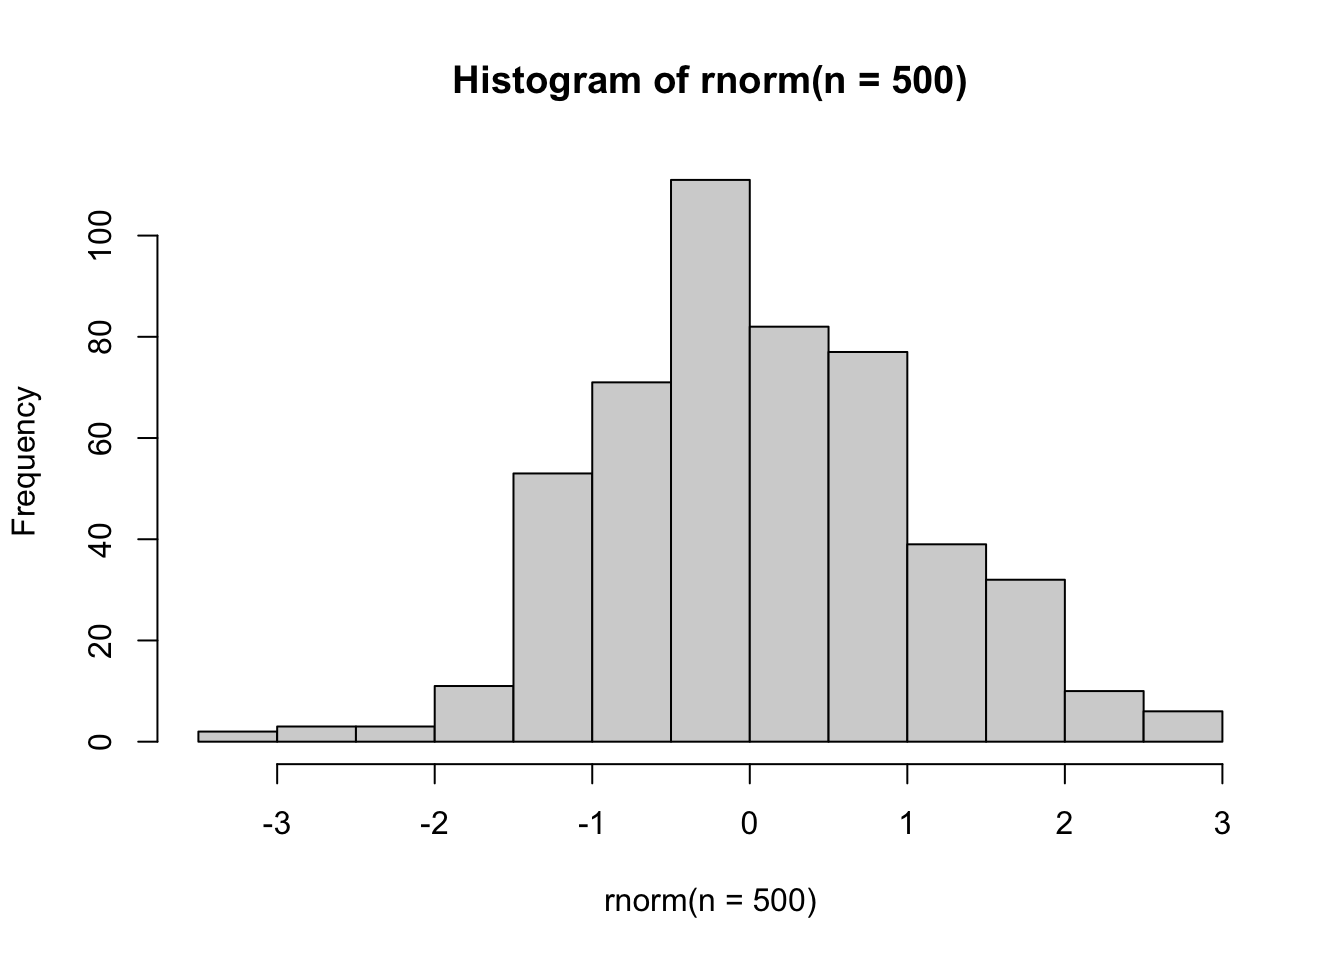 Histogram of rnorm(n = 500)
Frequency
100
80
60
40
20
0
-3 -2 -1 0 1 2 3
rnorm(n = 500)